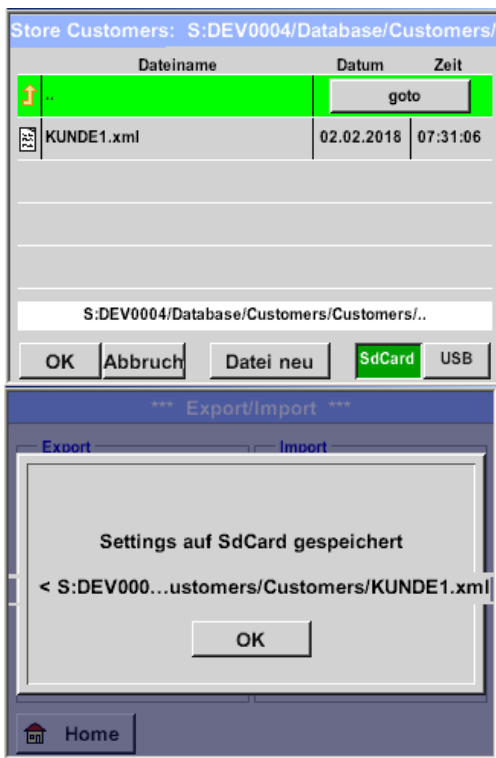 Store Customers: S:DEV0004/Database/Customers/
Dateiname Datum Zeit
.. goto
KUNDE1.xml 02.02.2018 07:31:06
S:DEV0004/Database/Customers/Customers/..
OK Abbruch Datei neu SdCard USB
*** Export/Import ***
Export Import
Settings auf SdCard gespeichert
< S:DEV000...ustomers/Customers/KUNDE1.xml
OK
Home